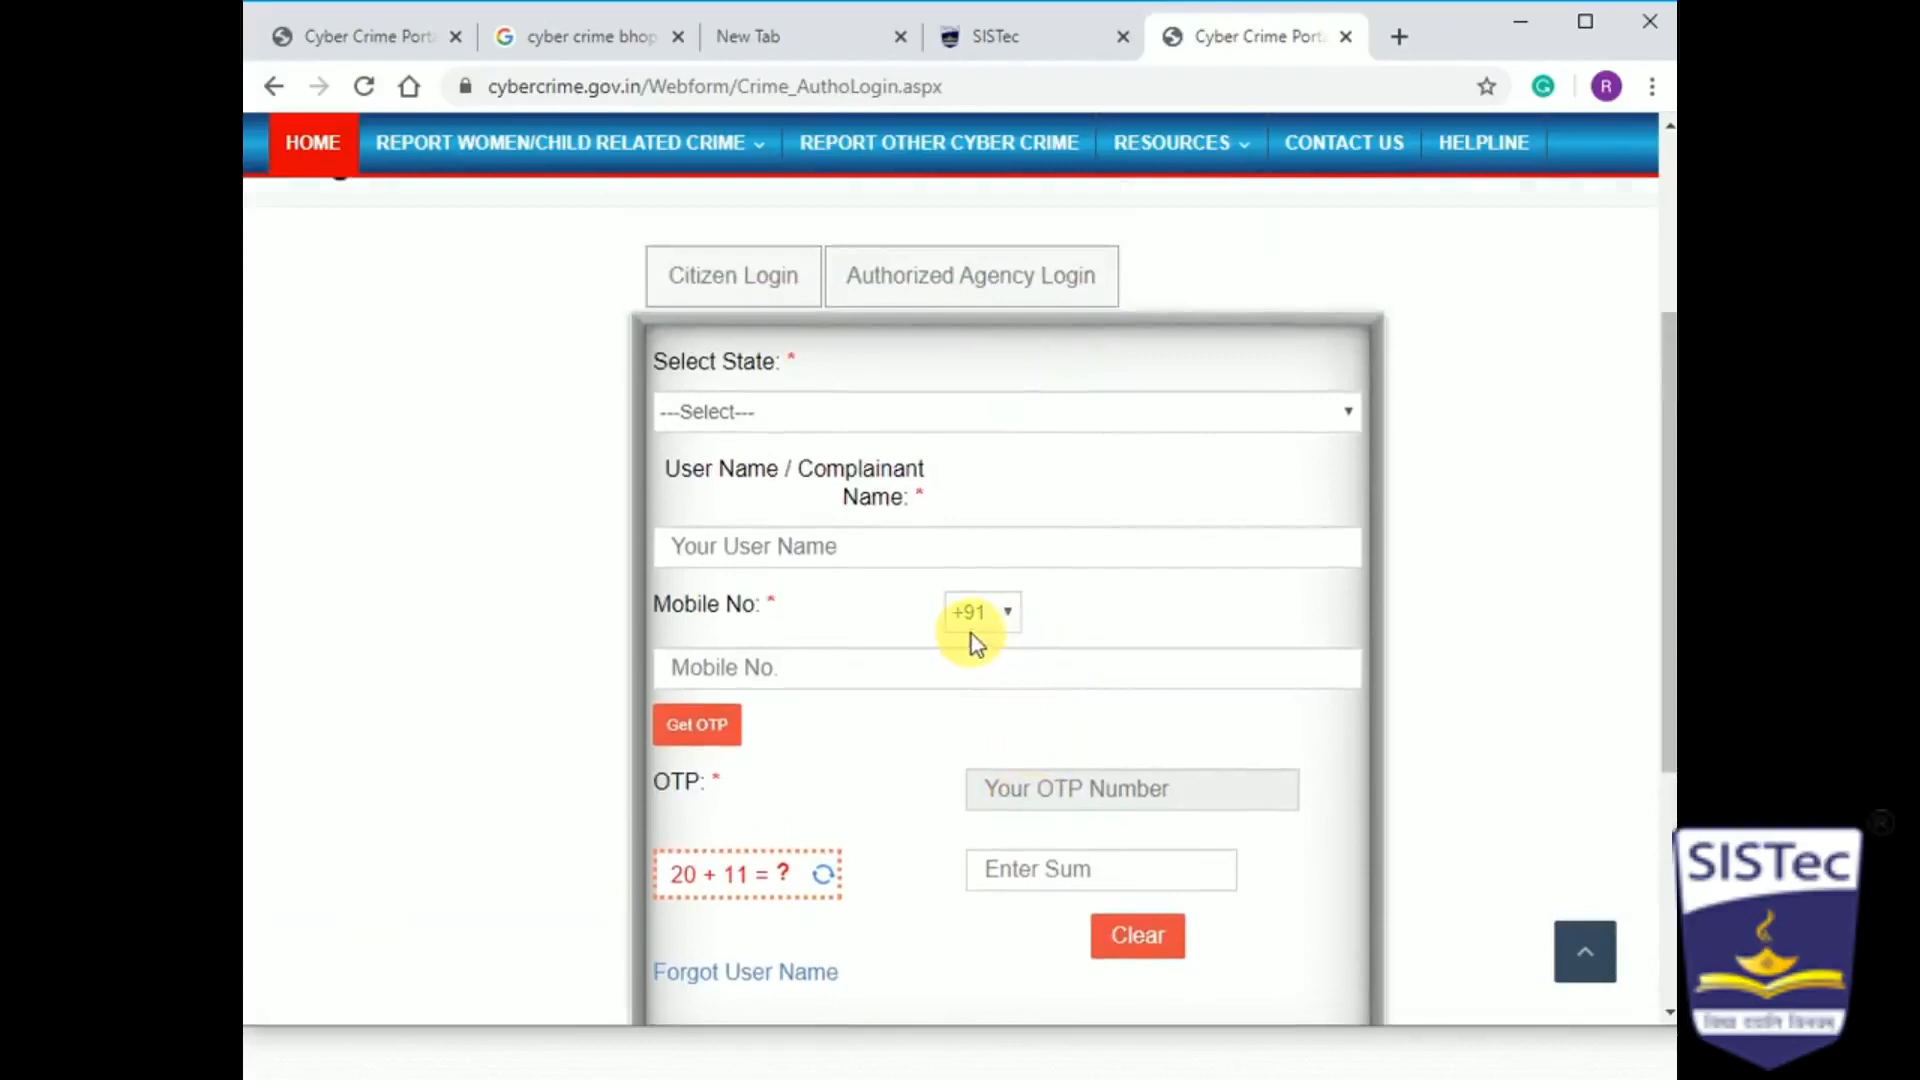 Cyber Crime Port
cyber crime bhop
New Tab
SISTec
Cyber Crime Port
cybercrime.gov.in/Webform/Crime_AuthoLogin.aspx
R
HOME
REPORT WOMEN/CHILD RELATED CRIME
REPORT OTHER CYBER CRIME
RESOURCES
CONTACT US
HELPLINE
Citizen Login
Authorized Agency Login
Select State: *
---Select---
User Name / Complainant
Name: *
Your User Name
Mobile No: *
+91
Mobile No.
Get OTP
OTP: *
Your OTP Number
20 + 11 = ?
Enter Sum
Clear
Forgot User Name
SISTec
®